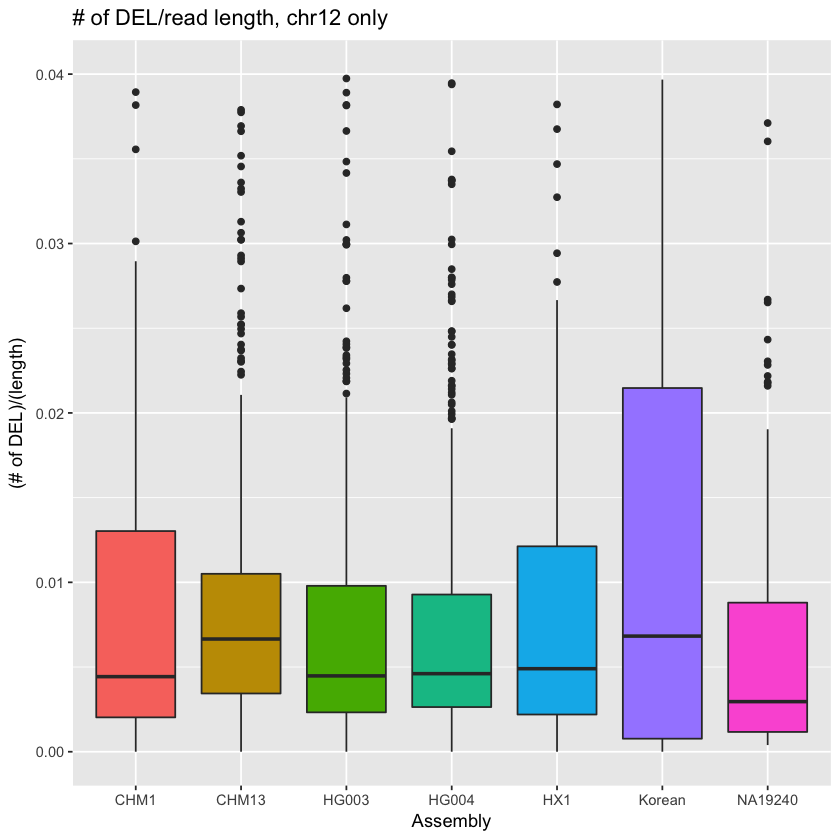 # of DEL/read length, chr12 only
(# of DEL)/(length)
0.04
0.03
0.02
0.01
0.00
CHM1 CHM13 HG003 HG004 HX1 Korean NA19240
Assembly